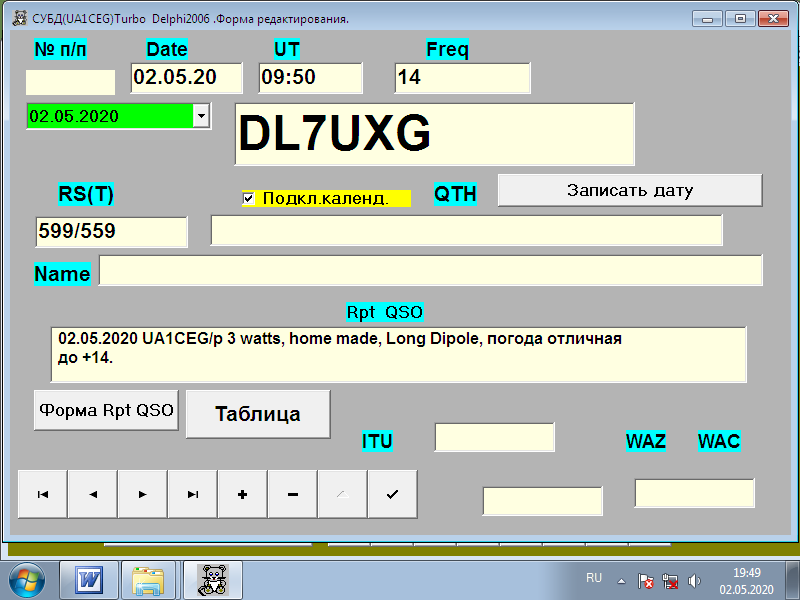 СУБД(UA1CEG)Turbo Delphi2006 .Форма редактирования.
№ п/п Date UT Freq
02.05.20 09:50 14
02.05.2020
DL7UXG
RS(T) Подкл.календ. QTH Записать дату
599/559
Name
Rpt QSO
02.05.2020 UA1CEG/p 3 watts, home made, Long Dipole, погода отличная
до +14.
Форма Rpt QSO Таблица
ITU WAZ WAC
RU 19:49
02.05.2020